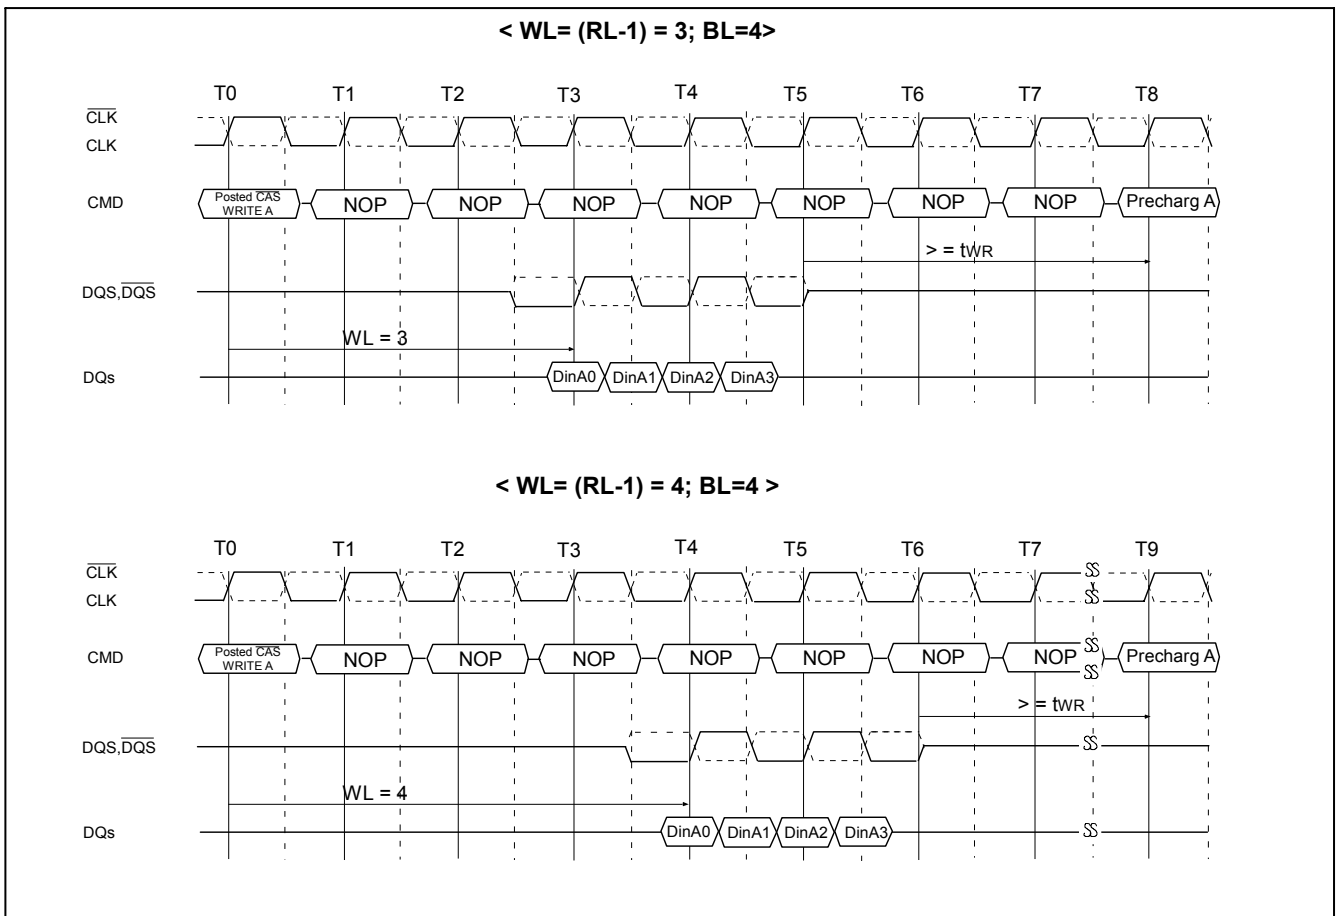 < WL= (RL-1) = 3; BL=4>
T0 T1 T2 T3 T4 T5 T6 T7 T8
CLK
CLK
CMD Posted CAS WRITE A NOP NOP NOP NOP NOP NOP NOP Precharg A
> = tWR
DQS,DQS
WL = 3
DQs DinA0 DinA1 DinA2 DinA3
< WL= (RL-1) = 4; BL=4 >
T0 T1 T2 T3 T4 T5 T6 T7 T9
CLK
CLK
CMD Posted CAS WRITE A NOP NOP NOP NOP NOP NOP NOP Precharg A
> = tWR
DQS,DQS
WL = 4
DQs DinA0 DinA1 DinA2 DinA3